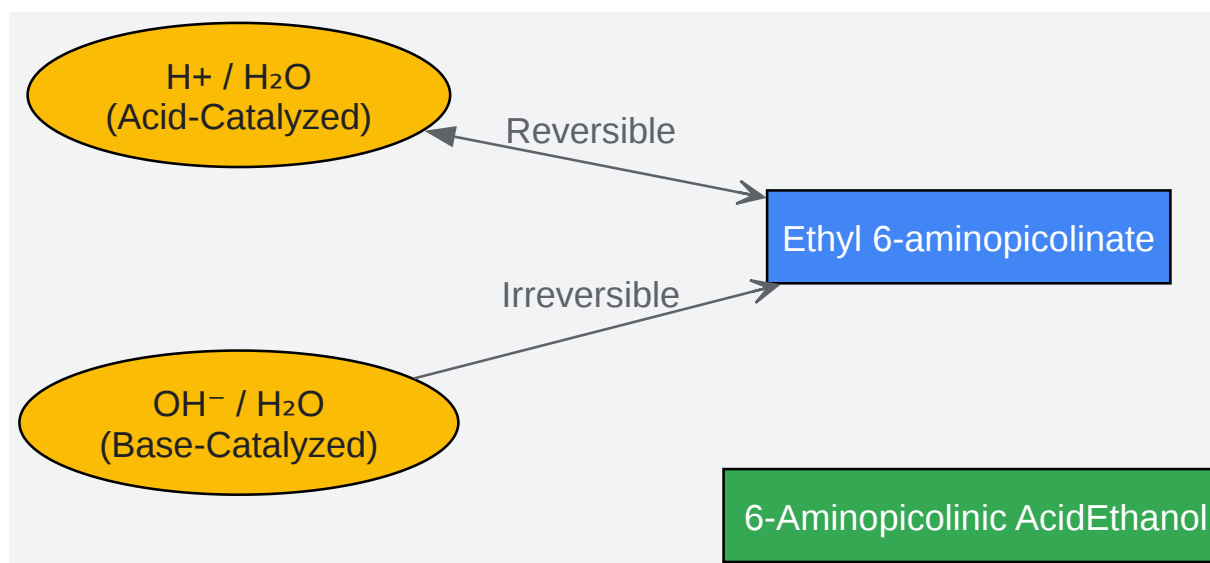 H+ / H₂O
(Acid-Catalyzed)
Reversible
Ethyl 6-aminopicolinate
Irreversible
OH⁻ / H₂O
(Base-Catalyzed)
6-Aminopicolinic AcidEthanol